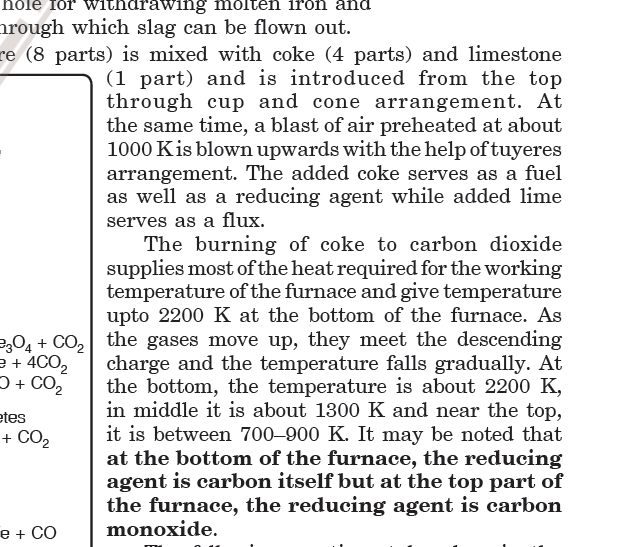 hole for withdrawing molten iron and
through which slag can be flown out.
re (8 parts) is mixed with coke (4 parts) and limestone
(1 part) and is introduced from the top
through cup and cone arrangement. At
the same time, a blast of air preheated at about
1000 K is blown upwards with the help of tuyeres
arrangement. The added coke serves as a fuel
as well as a reducing agent while added lime
serves as a flux.
The burning of coke to carbon dioxide
supplies most of the heat required for the working
temperature of the furnace and give temperature
upto 2200 K at the bottom of the furnace. As
the gases move up, they meet the descending
charge and the temperature falls gradually. At
the bottom, the temperature is about 2200 K,
in middle it is about 1300 K and near the top,
it is between 700–900 K. It may be noted that
at the bottom of the furnace, the reducing
agent is carbon itself but at the top part of
the furnace, the reducing agent is carbon
monoxide.
e₃O₄ + CO₂
e + 4CO₂
O + CO₂
etes
+ CO₂
e + CO